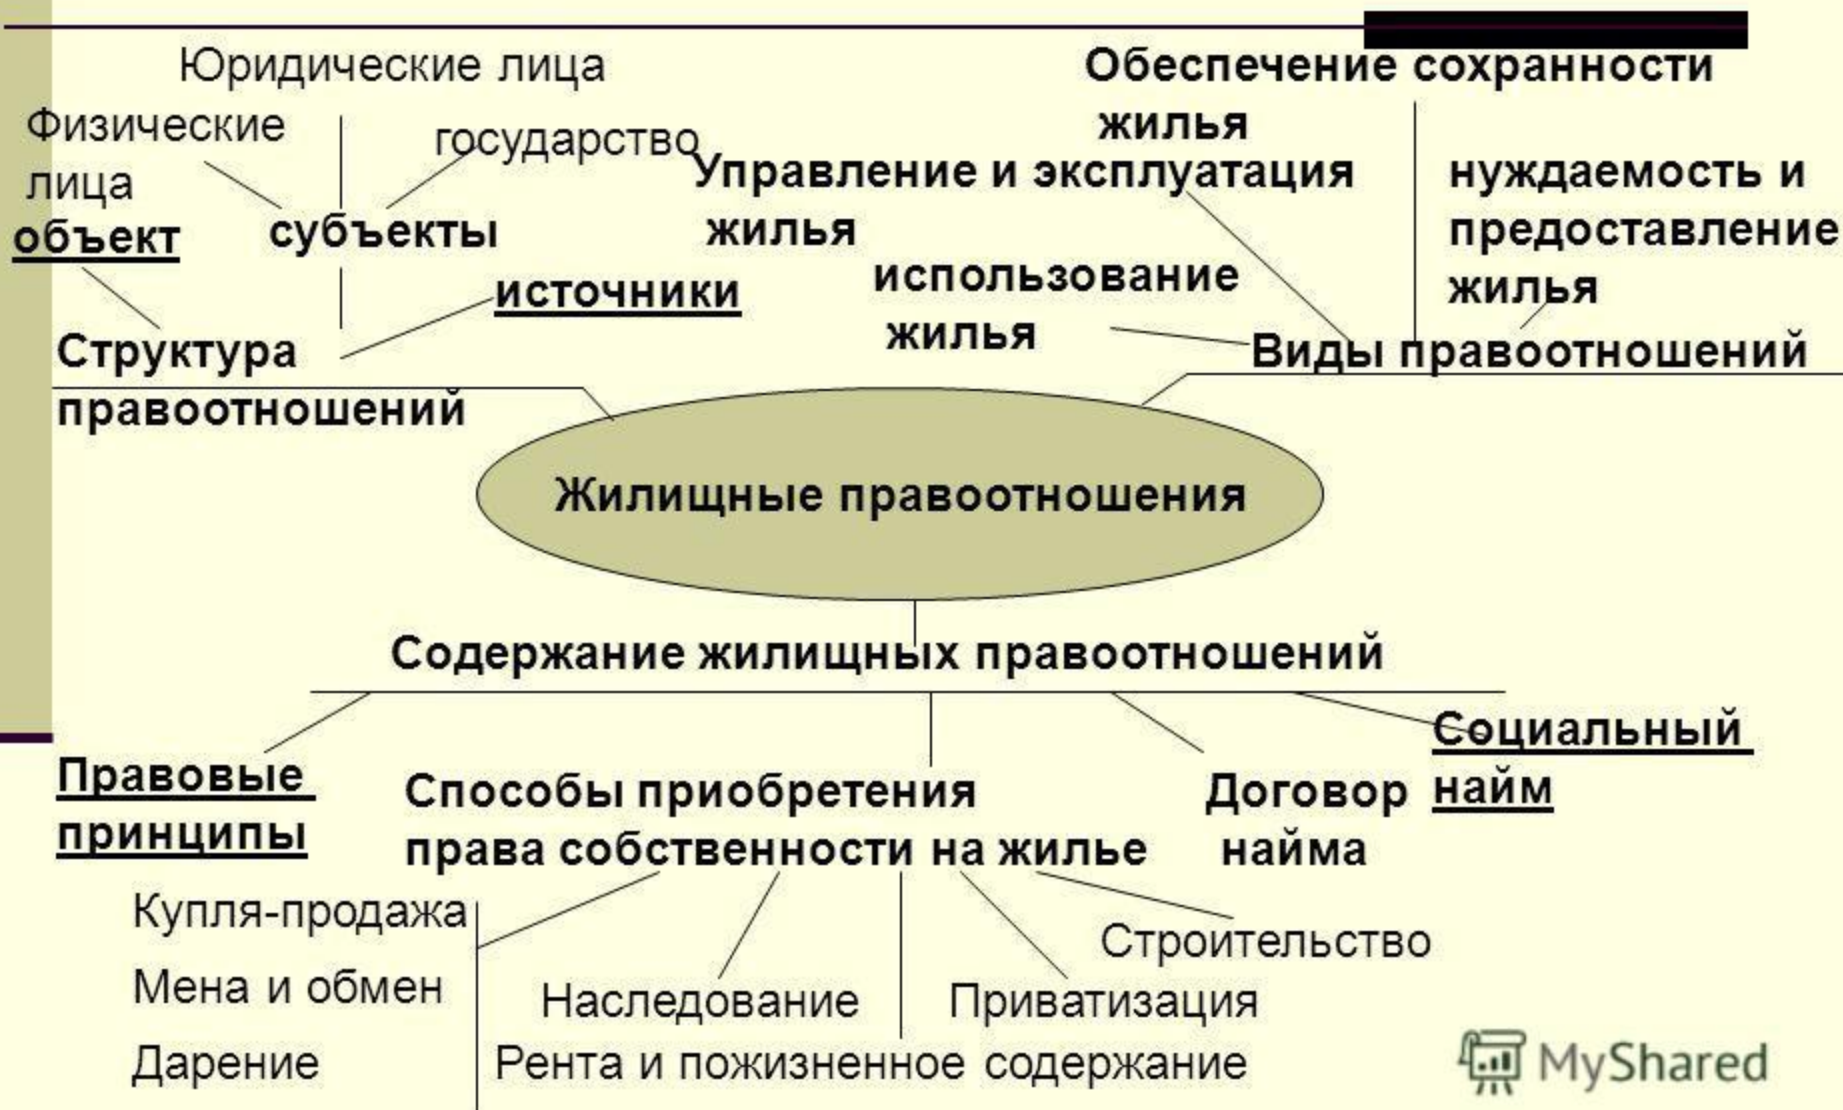 Юридические лица
Физические
лица
государство
объект
субъекты
источники
Структура
правоотношений
Обеспечение сохранности
жилья
Управление и эксплуатация
жилья
нуждаемость и
предоставление
жилья
использование
жилья
Виды правоотношений
Жилищные правоотношения
Содержание жилищных правоотношений
Правовые
принципы
Способы приобретения
права собственности на жилье
Договор
найма
Социальный
найм
Купля-продажа
Мена и обмен
Дарение
Наследование
Рента и пожизненное содержание
Приватизация
Строительство
MyShared